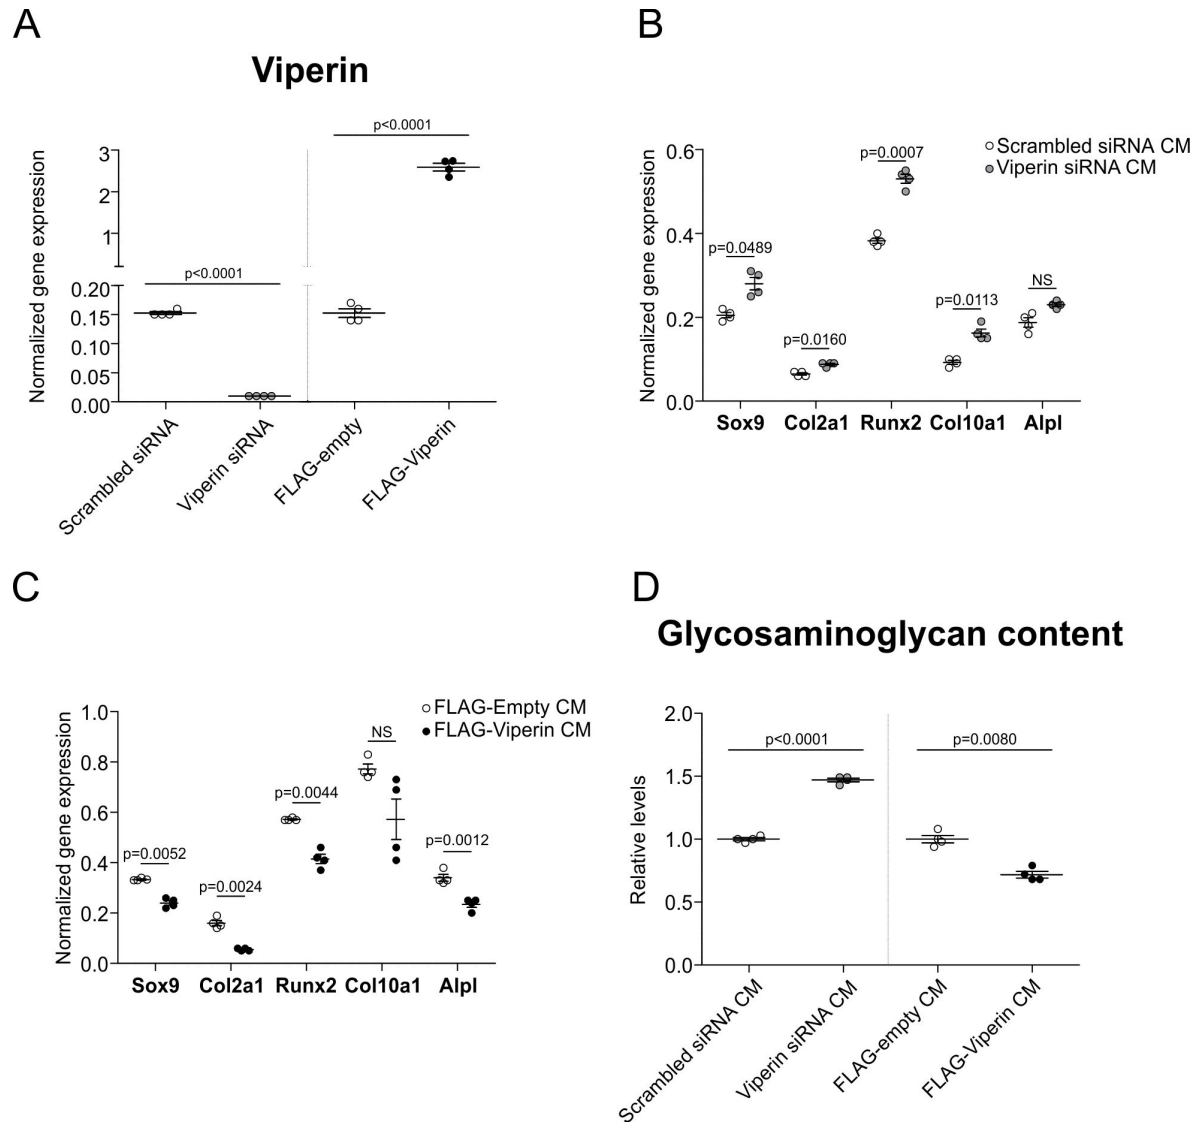 A
Viperin
Normalized gene expression
3
2
1
0.20
0.15
0.10
0.05
0.00
p<0.0001
p<0.0001
Scrambled siRNA
Viperin siRNA
FLAG-empty
FLAG-Viperin
B
Normalized gene expression
0.6
0.4
0.2
0.0
Scrambled siRNA CM
Viperin siRNA CM
p=0.0489
p=0.0160
p=0.0007
p=0.0113
NS
Sox9
Col2a1
Runx2
Col10a1
Alpl
C
Normalized gene expression
1.0
0.8
0.6
0.4
0.2
0.0
FLAG-Empty CM
FLAG-Viperin CM
p=0.0052
p=0.0024
p=0.0044
NS
p=0.0012
Sox9
Col2a1
Runx2
Col10a1
Alpl
D
Glycosaminoglycan content
Relative levels
2.0
1.5
1.0
0.5
0.0
p<0.0001
p=0.0080
Scrambled siRNA CM
Viperin siRNA CM
FLAG-empty CM
FLAG-Viperin CM